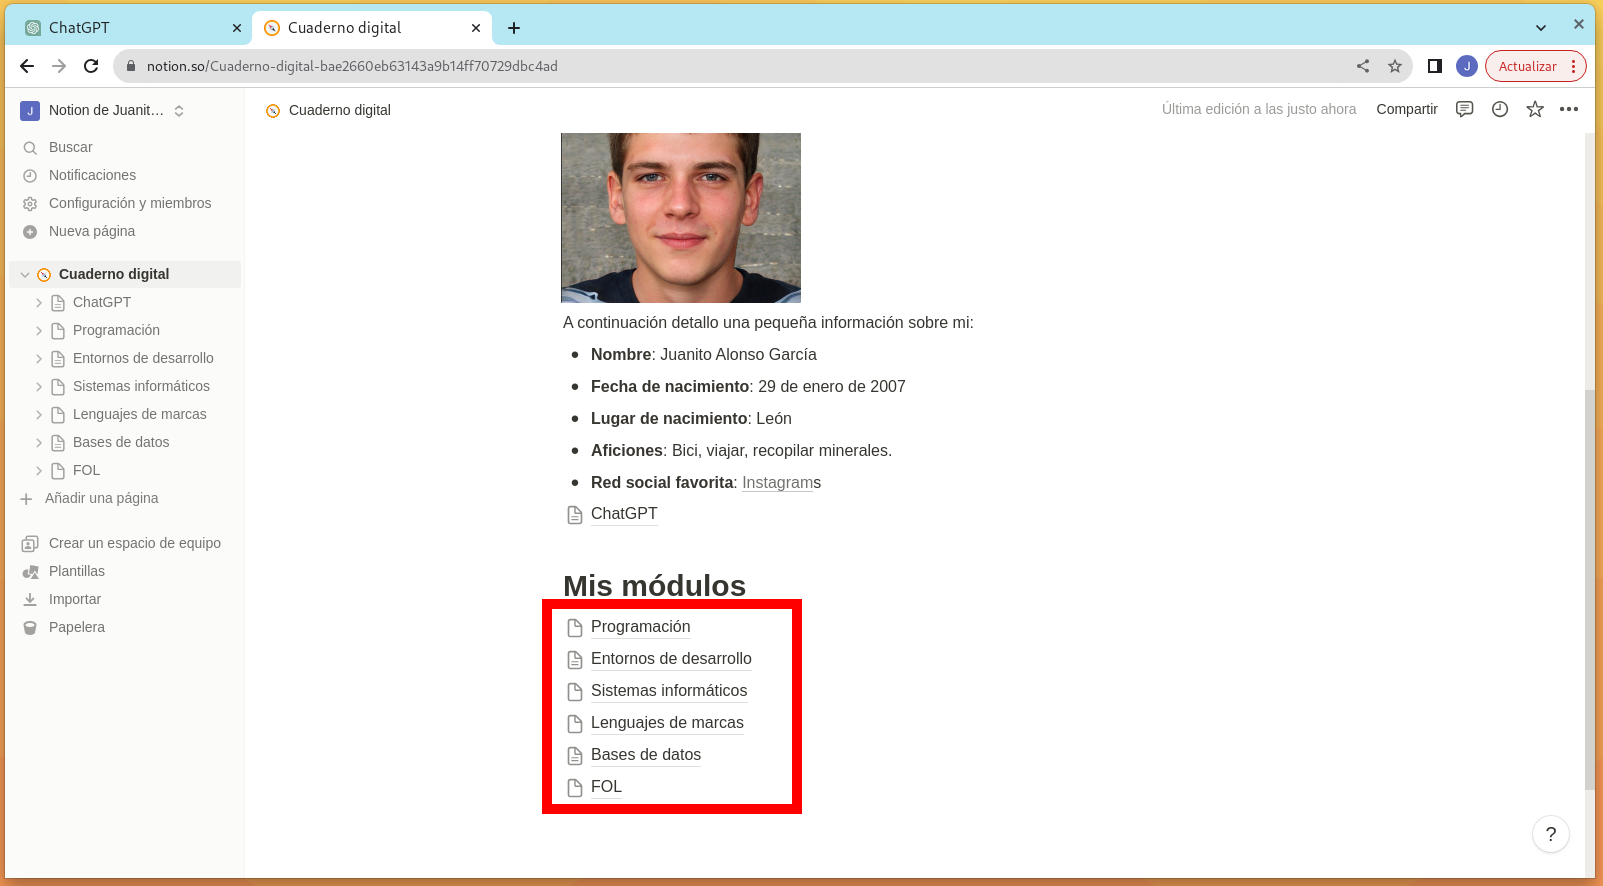 ChatGPT
Cuaderno digital
notion.so/Cuaderno-digital-bae2660eb63143a9b14ff70729dbc4ad
J
Actualizar
J
Notion de Juanit…
Buscar
Notificaciones
Configuración y miembros
Nueva página
Cuaderno digital
ChatGPT
Programación
Entornos de desarrollo
Sistemas informáticos
Lenguajes de marcas
Bases de datos
FOL
Añadir una página
Crear un espacio de equipo
Plantillas
Importar
Papelera
Cuaderno digital
Última edición a las justo ahora
Compartir
A continuación detallo una pequeña información sobre mi:
Nombre: Juanito Alonso García
Fecha de nacimiento: 29 de enero de 2007
Lugar de nacimiento: León
Aficiones: Bici, viajar, recopilar minerales.
Red social favorita: Instagrams
ChatGPT
Mis módulos
Programación
Entornos de desarrollo
Sistemas informáticos
Lenguajes de marcas
Bases de datos
FOL
?